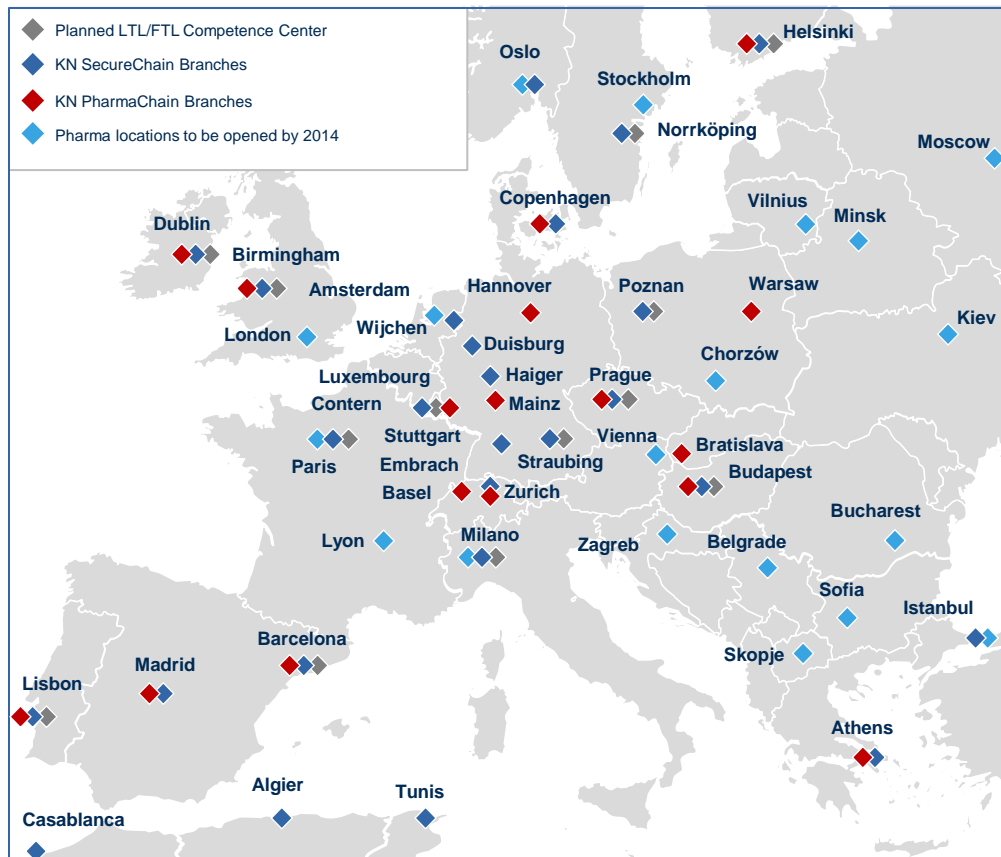 Planned LTL/FTL Competence Center
KN SecureChain Branches
KN PharmaChain Branches
Pharma locations to be opened by 2014
Helsinki
Oslo
Stockholm
Norrköping
Moscow
Copenhagen
Vilnius
Minsk
Dublin
Birmingham
Amsterdam
Hannover
Poznan
Warsaw
Kiev
London
Wijchen
Duisburg
Chorzów
Luxembourg
Haiger
Prague
Contern
Mainz
Stuttgart
Vienna
Bratislava
Paris
Embrach
Straubing
Budapest
Basel
Zurich
Bucharest
Lyon
Milano
Zagreb
Belgrade
Sofia
Istanbul
Barcelona
Skopje
Madrid
Lisbon
Athens
Algier
Tunis
Casablanca